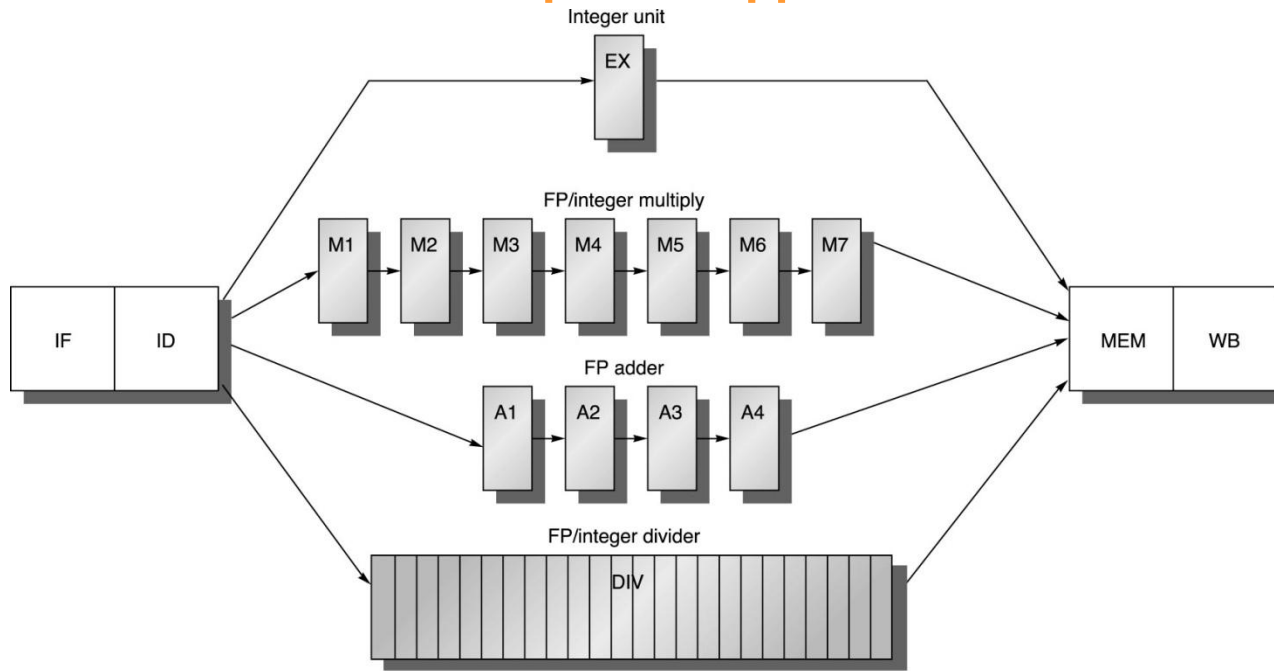 Integer unit
EX
FP/integer multiply
M1 M2 M3 M4 M5 M6 M7
IF ID MEM WB
FP adder
A1 A2 A3 A4
FP/integer divider
DIV